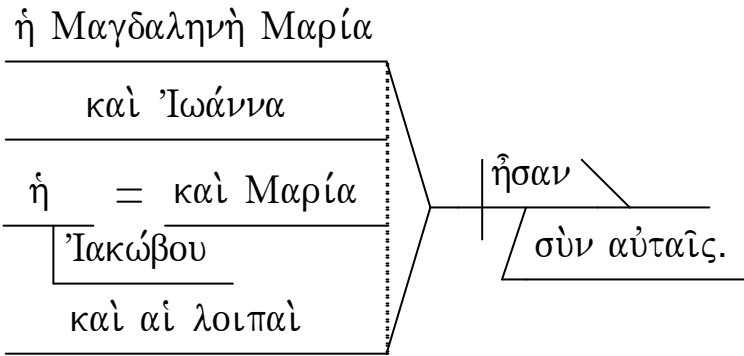 ἡ Μαγδαληνὴ Μαρία
καὶ Ἰωάννα
ἡ = καὶ Μαρία
Ἰακώβου
καὶ αἱ λοιπαὶ
ἦσαν
σὺν αὐταῖς.